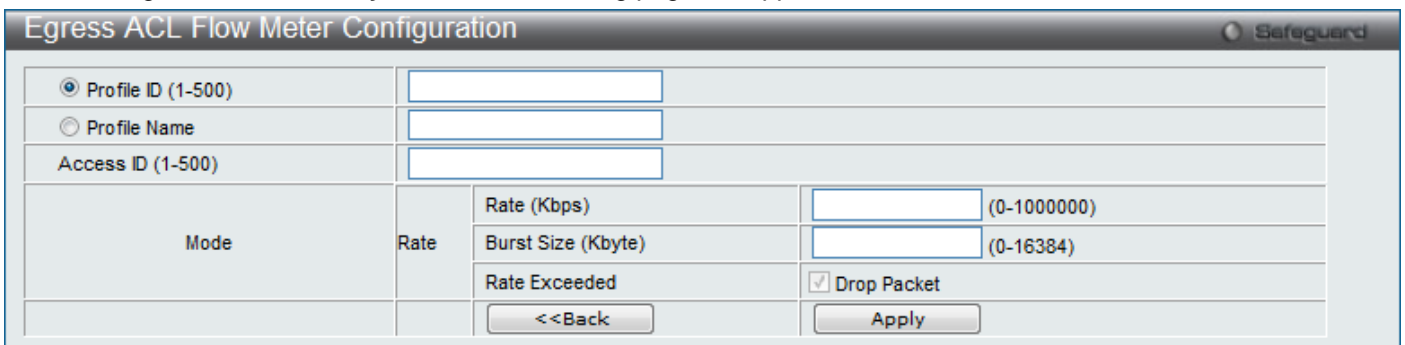 Egress ACL Flow Meter Configuration
Safeguard
Profile ID (1-500)
Profile Name
Access ID (1-500)
Mode
Rate
Rate (Kbps)
(0-1000000)
Burst Size (Kbyte)
(0-16384)
Rate Exceeded
Drop Packet
<<Back
Apply